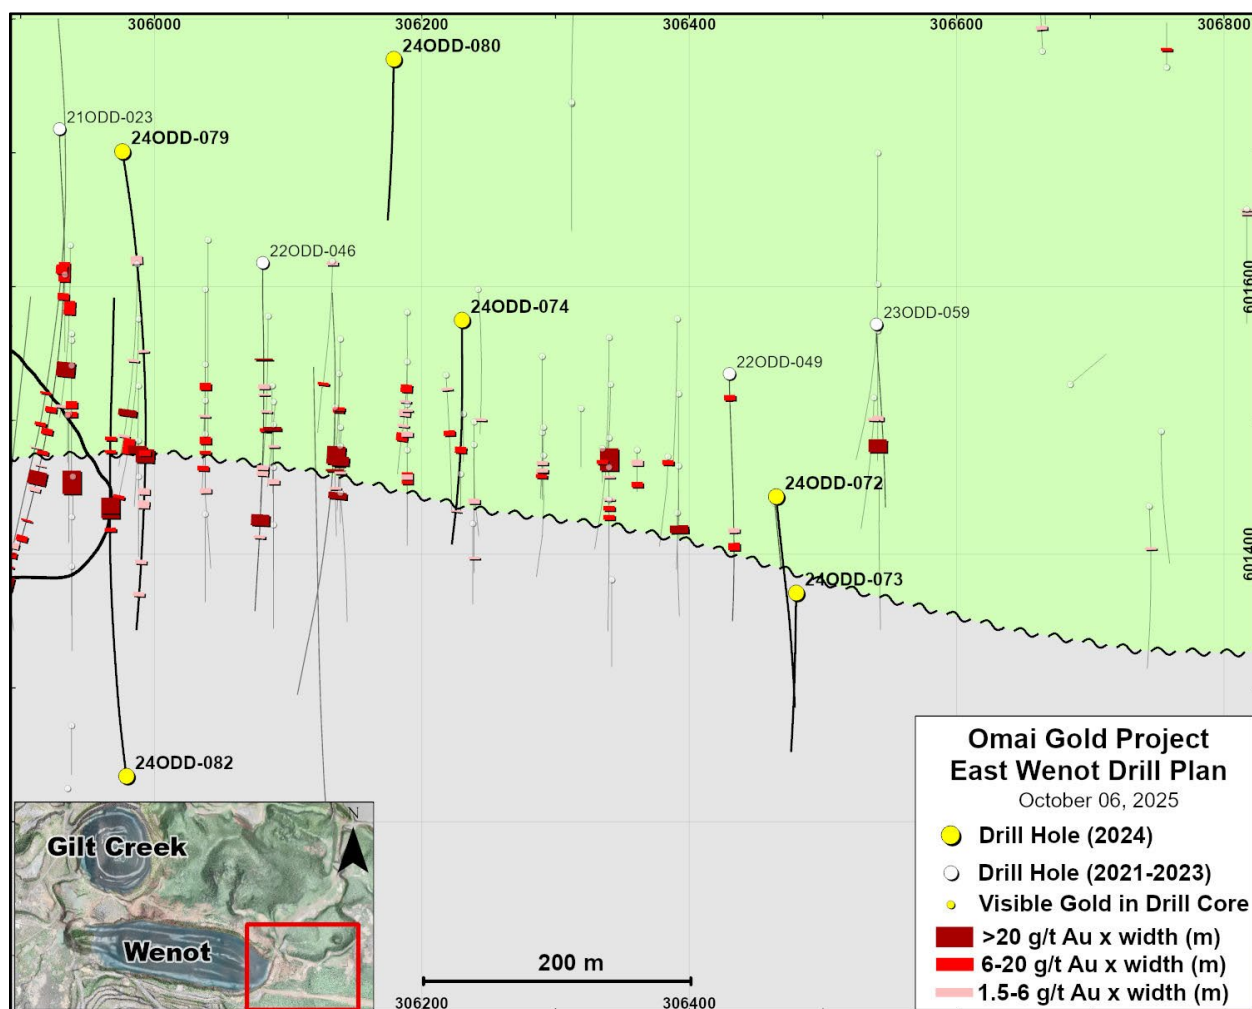 306000
306200
306400
306600
306800
24ODD-080
21ODD-023
24ODD-079
22ODD-046
601600
24ODD-074
23ODD-059
22ODD-049
24ODD-072
601400
24ODD-073
24ODD-082
Omai Gold Project
East Wenot Drill Plan
October 06, 2025
Drill Hole (2024)
Drill Hole (2021-2023)
Visible Gold in Drill Core
>20 g/t Au x width (m)
6-20 g/t Au x width (m)
1.5-6 g/t Au x width (m)
N
Gilt Creek
Wenot
200 m
306200
306400